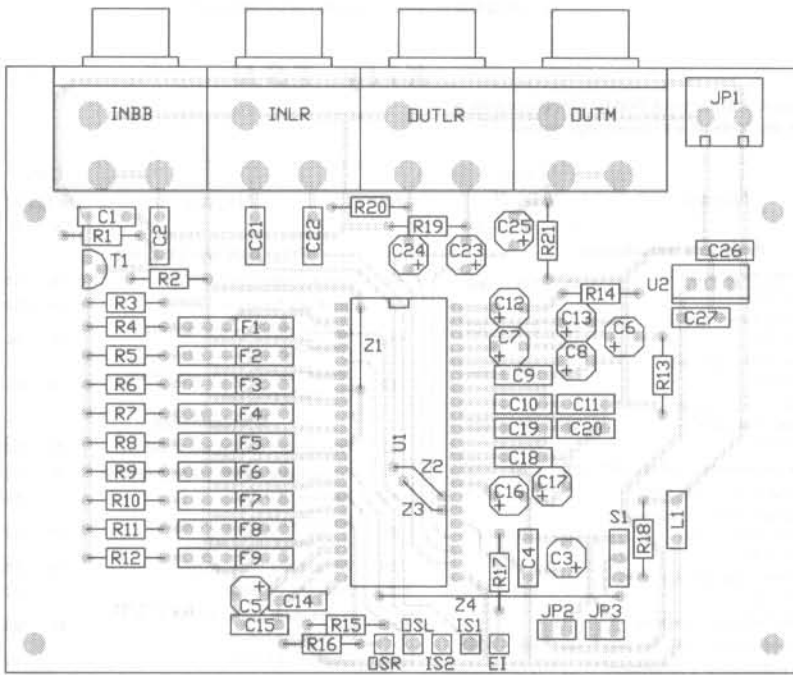 JP1
INBB INLR OUTLR OUTM
C1 C2 R20
R1 C21 C22 R19 C25 R21
T1 C24 C23 C26
R2 U2
R3 R14
R4 F1 Z1 C12 C13 C6 C27
R5 F2 C7 C8 R13
R6 F3 C9
R7 F4 C10 C11
R8 F5 U1 C19 C20
R9 F6 Z2 C18
R10 F7 Z3 C16 C17
R11 F8 S1 R18 L1
R12 F9 R17 C4 C3
C5 C14 Z4
C15 R15 OSL IS1 JP2 JP3
R16 OSR IS2 EI